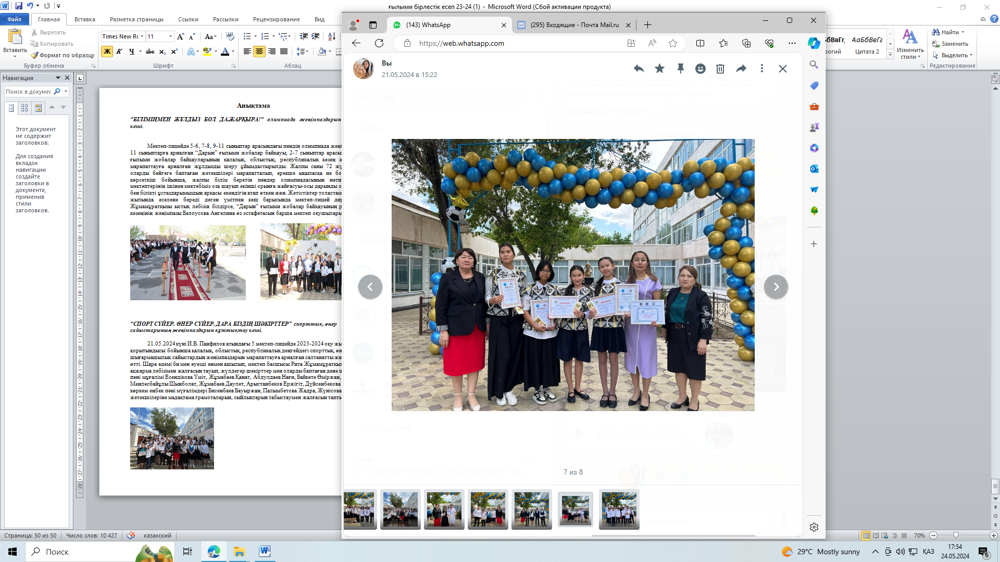 ғылыми бірлестік есеп 23-24 (1) - Microsoft Word (Сбой активации продукта)
Файл
Главная
Вставка
Разметка страницы
Ссылки
Рассылки
Рецензирование
Вид
Вставить
Вырезать
Копировать
Формат по образцу
Буфер обмена
Times New Rc
11
Шрифт
Абзац
АаБбВвГг
Цитата 2
Изменить стили
Найти
Заменить
Выделить
Редактирование
Навигация
Поиск в докумен
Этот документ
не содержит
заголовков.
Для создания
вкладок
навигации
создайте
заголовки в
документе,
применив
стили
заголовков.
Анықтама
“БІЛІМІҢМЕН ЖҰЛДЫЗ БОЛ ДА,ЖАРҚЫРА!" олимпиада жеңімпаздарын
кеші.
Мектеп-лицейде 5-6, 7-8, 9-11 сыныптар арасындағы пәндік олимпиада жеңі
11 сыныптарға арналған “Дарын” ғылыми жобалар байқауы, 2-7 сыныптар арасы
ғылыми жобалар байқауларының қалалық, облыстық, республикалық кезең ж
марапаттауға арналған жұлдызды шеру ұйымдастырылды. Жалпы саны 72 жү
оларды бәйгеге баптаған жетекшілері марапатталып, ерекше ықыласқа ие бо
көрсеткіш бойынша, жалпы білім беретін пәндер олимпиадасының нәти
мектептерінің ішінен мектебіміз оза шауып екінші орынға жайғасуы-осы дарынды о
бен білікті ұстаздарымыздың арқасы екендігін атап өткен жөн. Жетістіктер толастам
жылында еселене береді деген үмітпен кеш барысында мектеп-лицей дир
Жұмамұратқызы ыстық лебізін білдірсе, “Дарын” ғылыми жобалар байқауының р
кезеңінің жеңімпазы Белоусова Ангелина өз эстафетасын барша мектеп оқушылары
“СПОРТ СҮЙЕР, ӨНЕР СҮЙЕР, ДАРА БІЗДІҢ ШӘКІРТТЕР” спорттық, өнер
сайыстарының жеңімпаздарын құттықтау кеші.
21.05.2024 күні И.В. Панфилов атындағы 5 мектеп-лицейде 2023-2024 оқу жы
қорытындысы бойынша қалалық, облыстық, республикалық деңгейдегі спорттық, өн
шығармашылық сайыстардың жеңімпаздарын марапаттауға арналған салтанатты жи
өтті. Шара әдемі би мен әуезді әнмен ашылып, мектеп басшысы Рита Жұмамұратқыз
ақжарма лебізімен жалғасын тауып, жүлдегер шәкірттер мен оларды баптаған дене ш
пәні мұғалімі Есендікова Үміт, Жұмабаев Қанат, Абдулдаев Наги, Байкете Өміржан,
Меңлесбайұлы Шынболат, Жұмабаев Даулет, Арыстанбеков Ержігіт, Дүйсенбекова
көркем еңбек пәні мұғалімдері Бисенбаев Бауыржан, Палымбетова Жадра, Жүнісова
жетекшілеріне мадақтама грамоталарын, сыйлықтарын табыстаумен жалғасын тапты
(143) WhatsApp
(295) Входящие - Почта Mail.ru
https://web.whatsapp.com
Вы
21.05.2024 в 15:22
ДИПЛОМ
ДИПЛОМ
ДИПЛОМ
ДИПЛОМ
ДИПЛОМ
7 из 8
Страница: 50 из 50
Число слов: 10 427
казахский
70%
Поиск
29°C Mostly sunny
ҚАЗ
17:54
24.05.2024
6